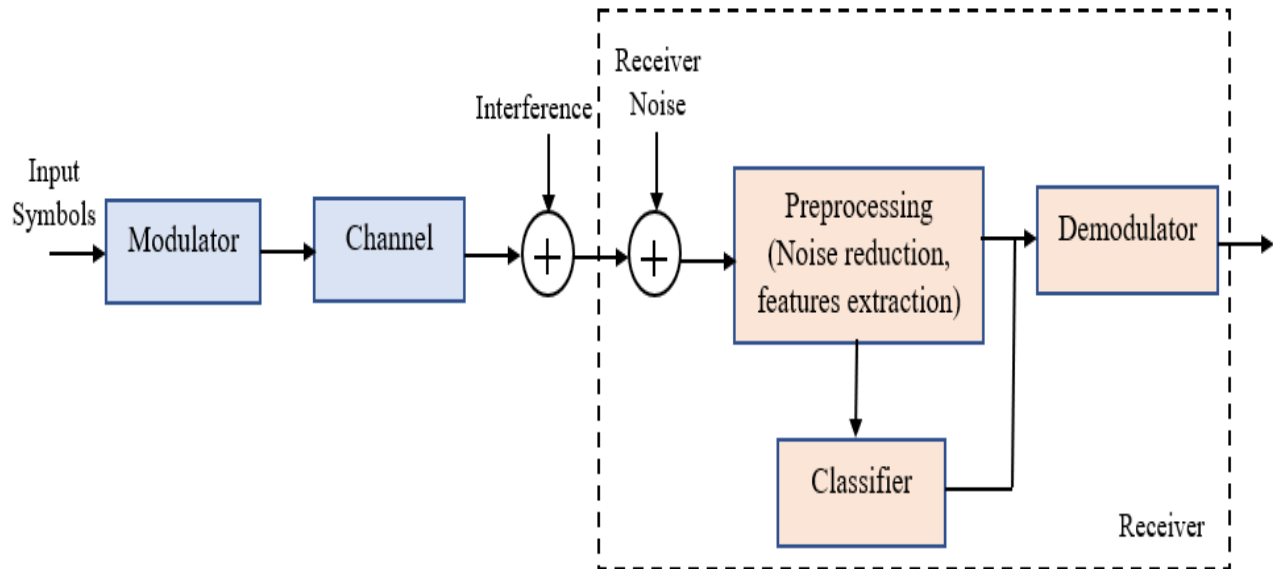 Input
Symbols
Modulator
Channel
Interference
+
Receiver
Noise
+
Preprocessing
(Noise reduction,
features extraction)
Demodulator
Classifier
Receiver